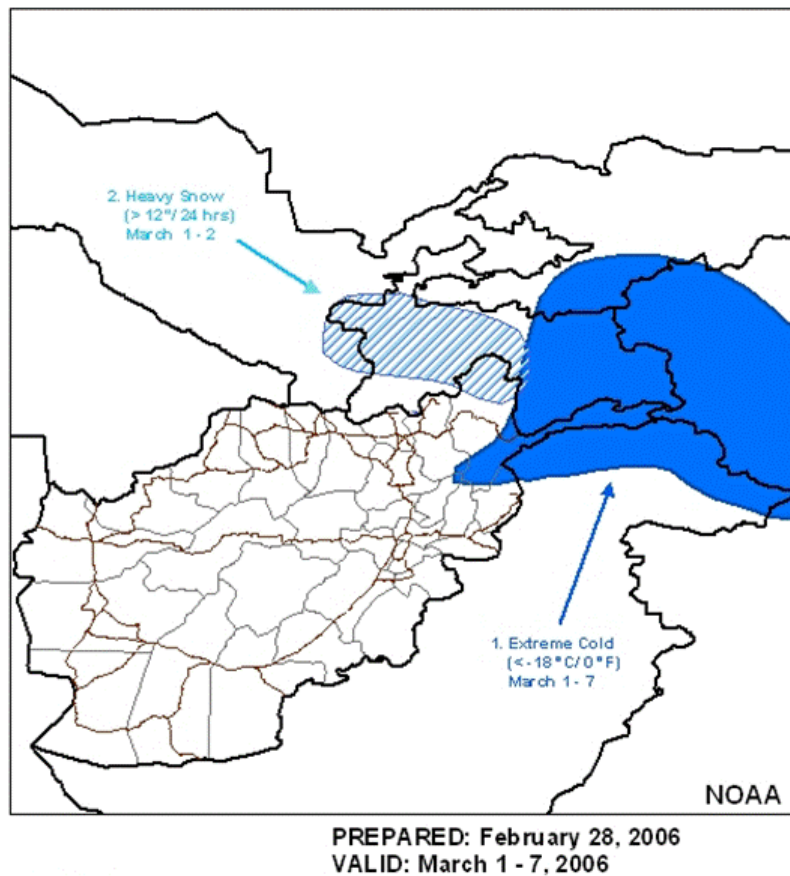 2. Heavy Snow
(> 12"/ 24 hrs)
March 1 - 2
1. Extreme Cold
(<-18°C/ 0°F)
March 1 - 7
NOAA
PREPARED: February 28, 2006
VALID: March 1 - 7, 2006